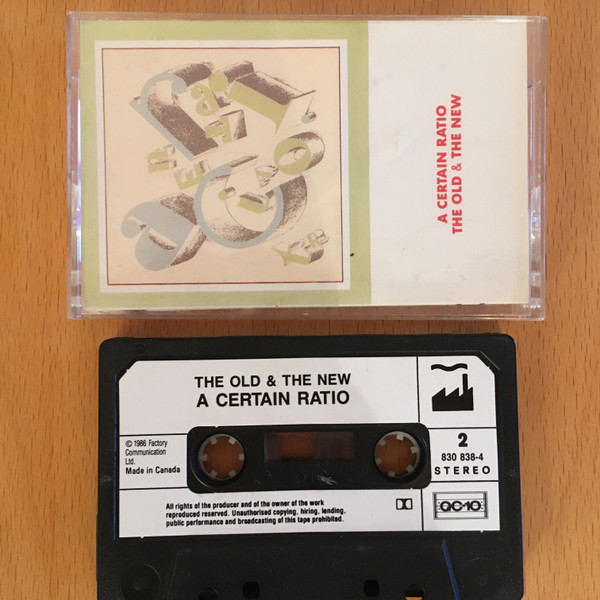 A CERTAIN RATIO
THE OLD & THE NEW
THE OLD & THE NEW
A CERTAIN RATIO
© 1986 Factory
Communication
Ltd.
Made in Canada
2
830 838-4
STEREO
All rights of the producer and of the owner of the work
reproduced reserved. Unauthorised copying, hiring, lending,
public performance and broadcasting of this tape prohibited.
QC-10